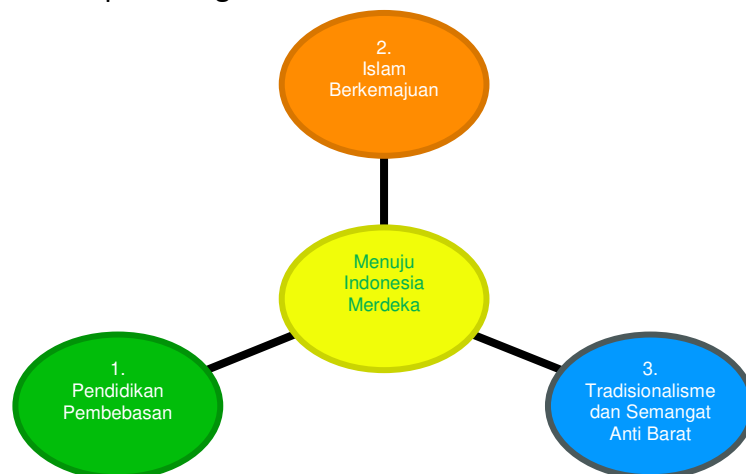 2.
Islam
Berkemajuan
Menuju
Indonesia
Merdeka
1.
Pendidikan
Pembebasan
3.
Tradisionalisme
dan Semangat
Anti Barat